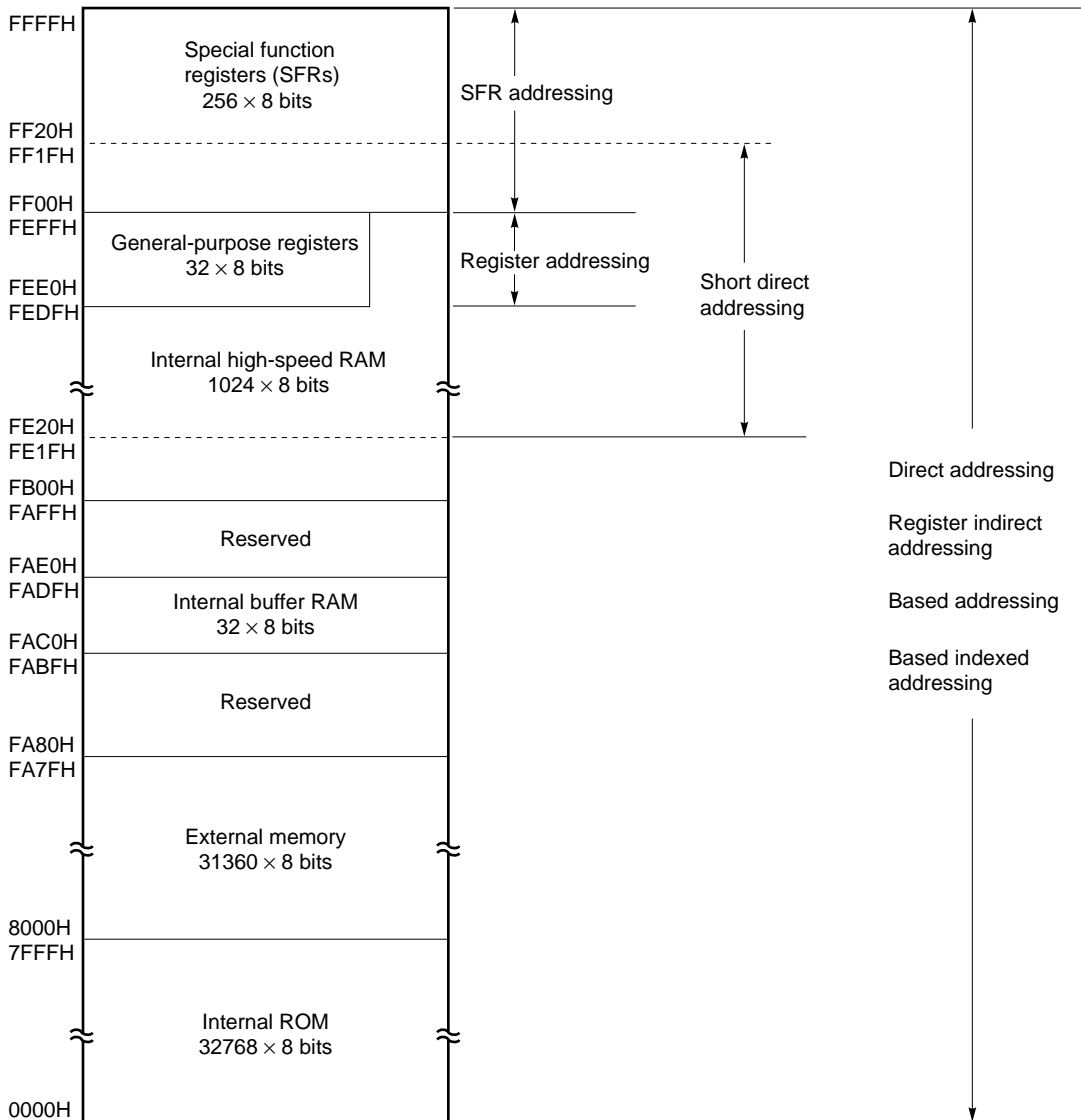 FFFFH
Special function
registers (SFRs)
256 × 8 bits
SFR addressing
FF20H
FF1FH
FF00H
FEFFH
General-purpose registers
32 × 8 bits
Register addressing
Short direct
addressing
FEE0H
FEDFH
Internal high-speed RAM
1024 × 8 bits
FE20H
FE1FH
Direct addressing
Register indirect
addressing
Based addressing
Based indexed
addressing
FB00H
FAFFH
Reserved
FAE0H
FADFH
Internal buffer RAM
32 × 8 bits
FAC0H
FABFH
Reserved
FA80H
FA7FH
External memory
31360 × 8 bits
8000H
7FFFH
Internal ROM
32768 × 8 bits
0000H